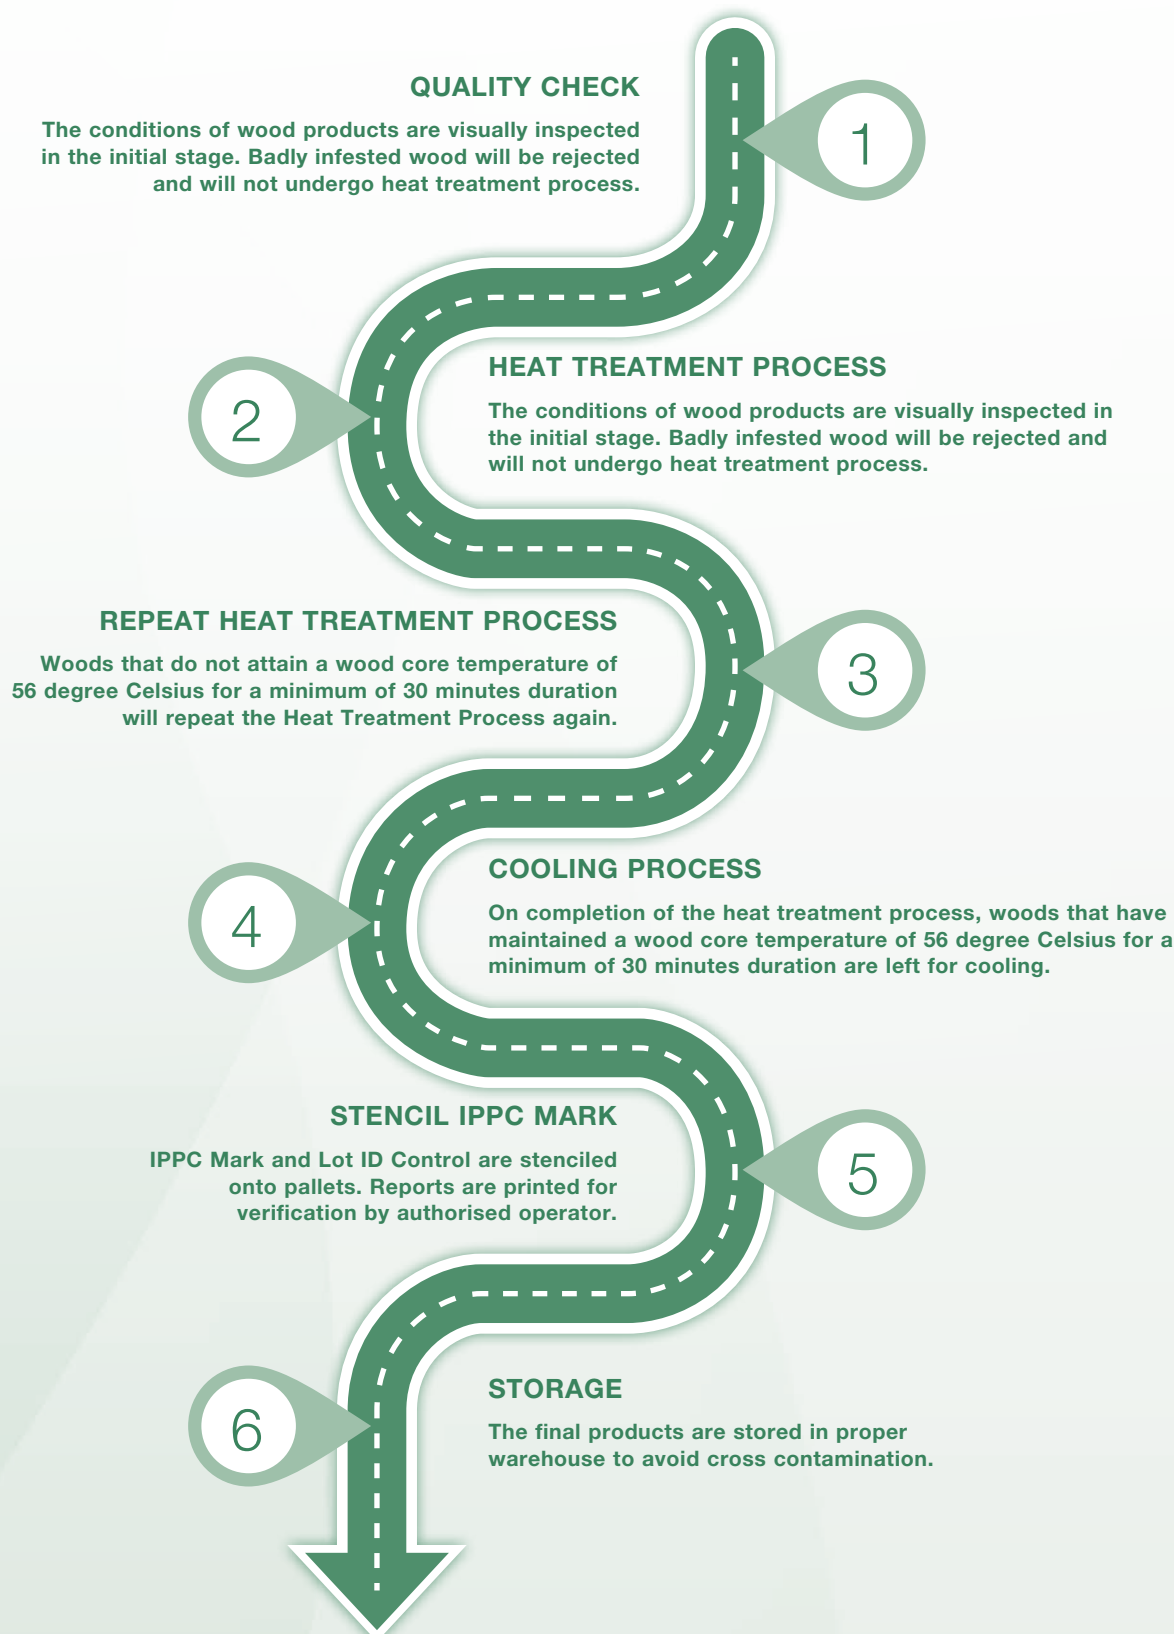 QUALITY CHECK
The conditions of wood products are visually inspected
in the initial stage. Badly infested wood will be rejected
and will not undergo heat treatment process.
1
HEAT TREATMENT PROCESS
The conditions of wood products are visually inspected in
the initial stage. Badly infested wood will be rejected and
will not undergo heat treatment process.
2
REPEAT HEAT TREATMENT PROCESS
Woods that do not attain a wood core temperature of
56 degree Celsius for a minimum of 30 minutes duration
will repeat the Heat Treatment Process again.
3
COOLING PROCESS
On completion of the heat treatment process, woods that have
maintained a wood core temperature of 56 degree Celsius for a
minimum of 30 minutes duration are left for cooling.
4
STENCIL IPPC MARK
IPPC Mark and Lot ID Control are stenciled
onto pallets. Reports are printed for
verification by authorised operator.
5
STORAGE
The final products are stored in proper
warehouse to avoid cross contamination.
6